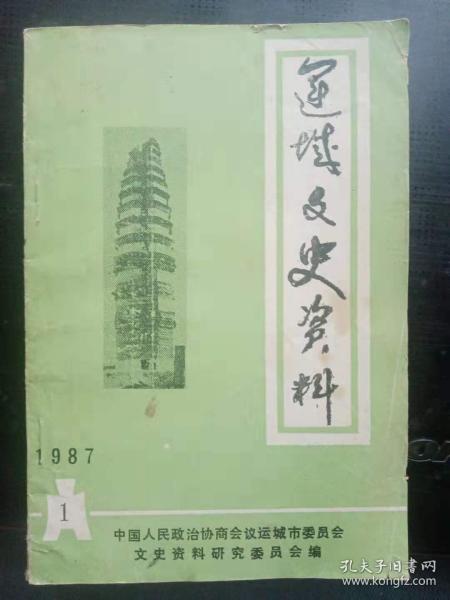 运城文史资料
1987
1
中国人民政治协商会议运城市委员会
文史资料研究委员会编
孔夫子旧书网
book.kongfz.com